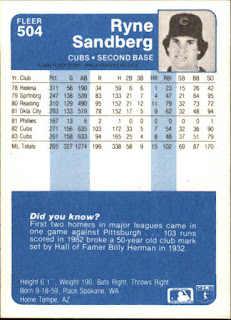 FLEER
504
Ryne
Sandberg
CUBS • SECOND BASE
Yr Club Pct. G AB R H 2B 3B HR RBI SB BB SO
78 Helena 311 56 190 34 59 6 6 1 23 15 26 42
79 Sprtnbrg 247 138 539 83 133 21 7 4 47 21 64 95
80 Reading 310 129 490 95 152 21 12 11 79 32 73 72
81 Okla City 293 133 519 78 152 17 5 9 62 32 48 94
81 Phillies 167 13 6 2 1 0 0 0 0 0 0 1
82 Cubs 271 156 635 103 172 33 5 7 54 32 36 90
83 Cubs 261 158 633 94 165 25 4 8 48 37 51 79
ML Totals 265 327 1274 199 338 58 9 15 102 69 87 170
Did you know?
First two homers in major leagues came in
one game against Pittsburgh ... 103 runs
scored in 1982 broke a 50-year old club mark
set by Hall of Famer Billy Herman in 1932.
Height 6'1", Weight 190, Bats Right, Throws Right
Born 9-18-59 Place Spokane, WA
Home Tempe, AZ